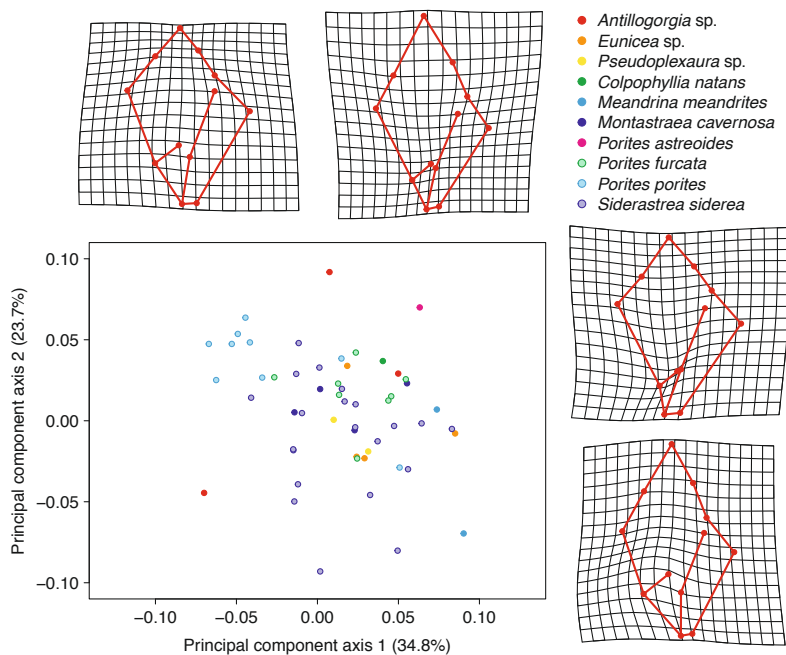 Antillogorgia sp.
Eunicea sp.
Pseudoplexaura sp.
Colpophyllia natans
Meandrina meandrites
Montastraea cavernosa
Porites astreoides
Porites furcata
Porites porites
Siderastrea siderea
Principal component axis 2 (23.7%)
0.10
0.05
0.00
−0.05
−0.10
−0.10 −0.05 0.00 0.05 0.10
Principal component axis 1 (34.8%)